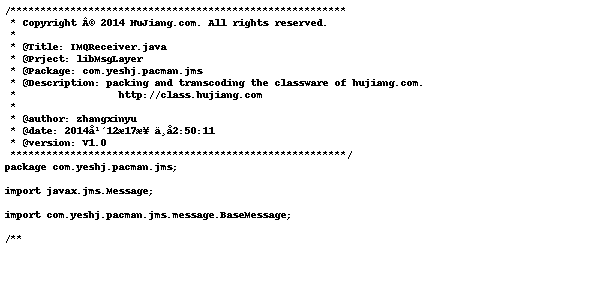 /********************************************************
 * Copyright Â© 2014 HuJiang.com. All rights reserved.
 *
 * @Title: IMQReceiver.java
 * @Prject: libMsgLayer
 * @Package: com.yeshj.pacman.jms
 * @Description: packing and transcoding the classware of hujiang.com.
 *                 http://class.hujiang.com
 *
 * @author: zhangxinyu
 * @date: 2014å¹´12æ17æ¥ ä¸å2:50:11
 * @version: V1.0
 ********************************************************/
package com.yeshj.pacman.jms;

import javax.jms.Message;

import com.yeshj.pacman.jms.message.BaseMessage;

/**